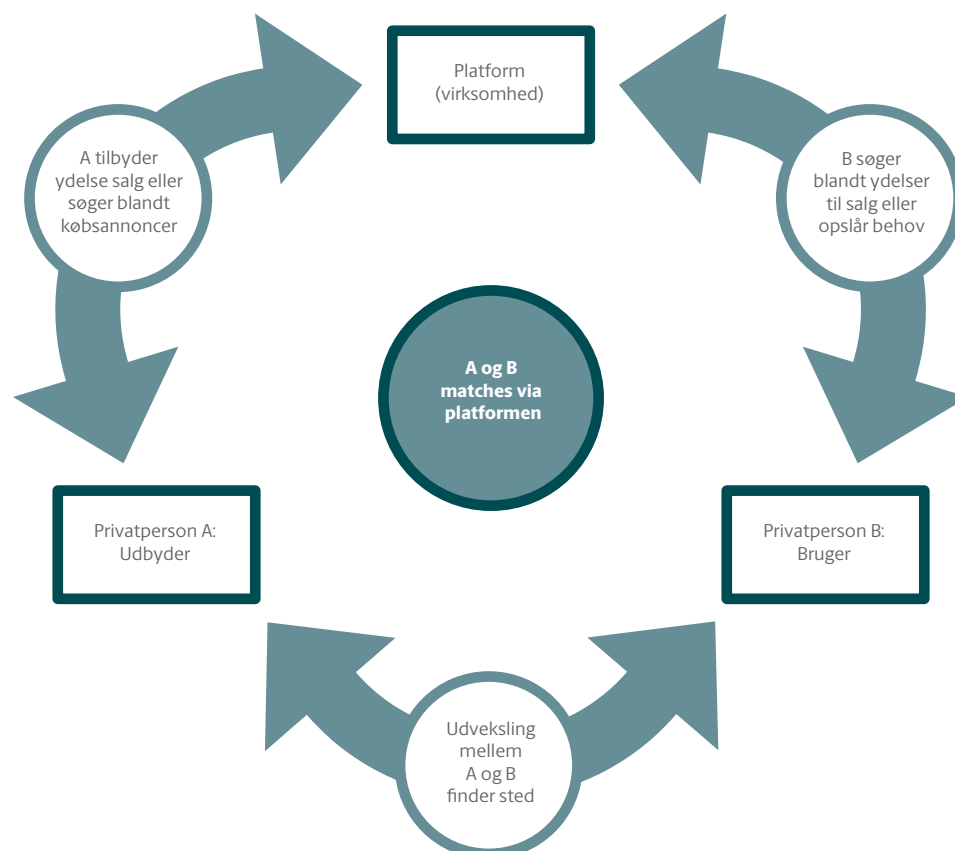 Platform
(virksomhed)
A tilbyder
ydelse salg eller
søger blandt
købsannoncer
B søger
blandt ydelser
til salg eller
opslår behov
A og B
matches via
platformen
Privatperson A:
Udbyder
Privatperson B:
Bruger
Udveksling
mellem
A og B
finder sted